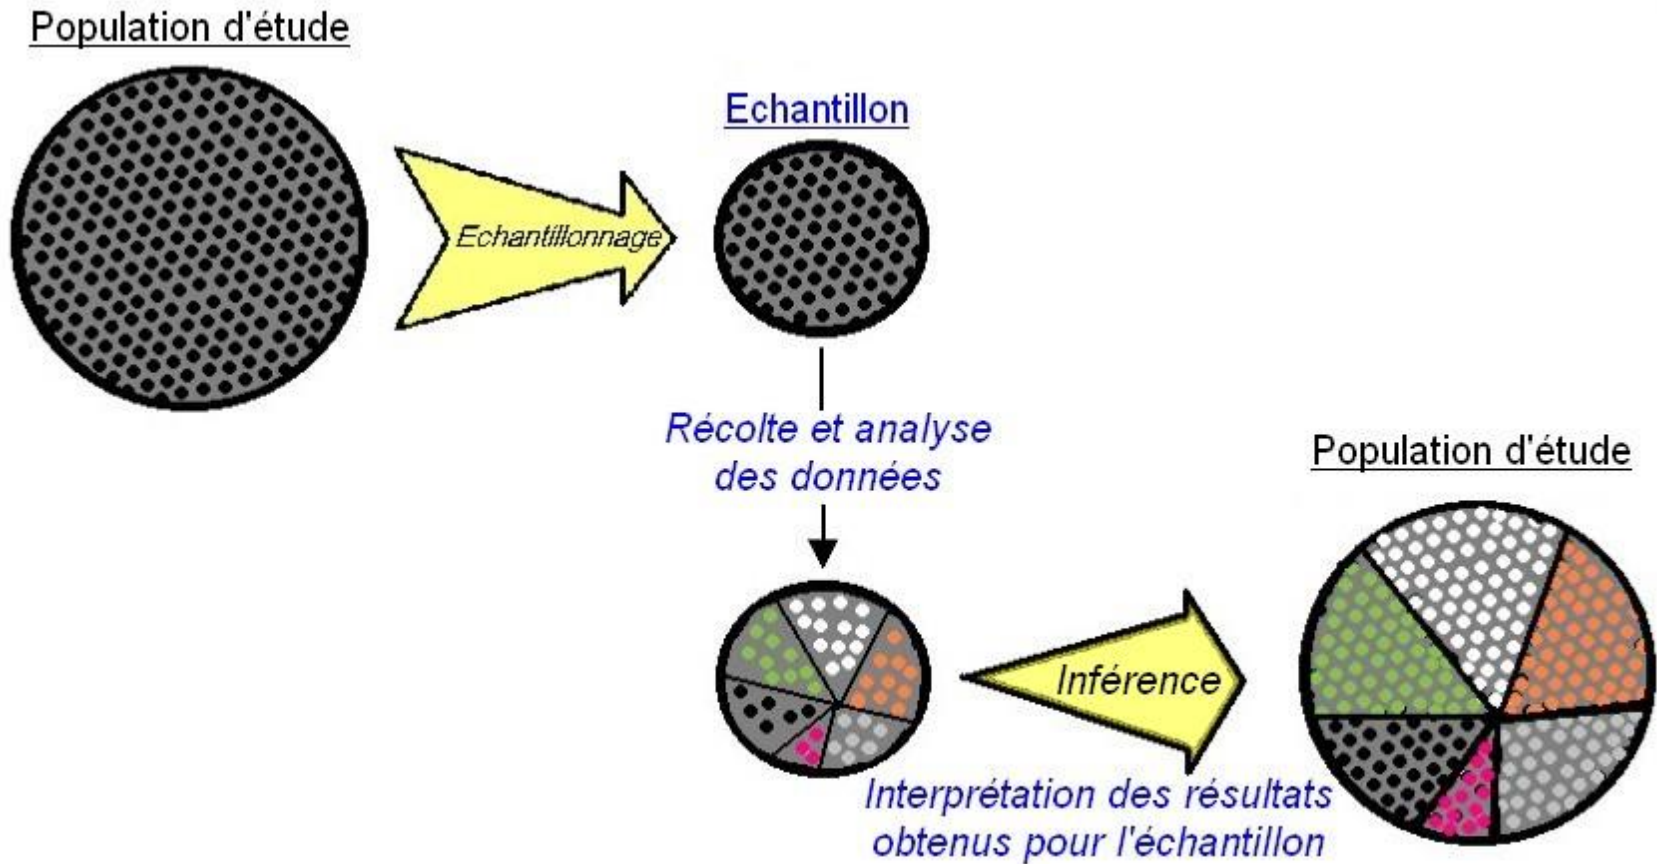 Population d'étude
Echantillon
Echantillonnage
Récolte et analyse
des données
Population d'étude
Inférence
Interprétation des résultats
obtenus pour l'échantillon